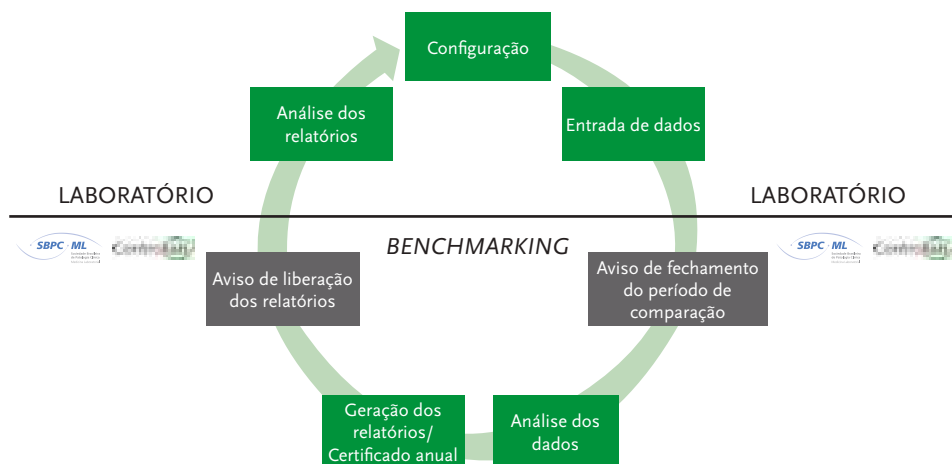 Configuração
Análise dos
relatórios
Entrada de dados
LABORATÓRIO
LABORATÓRIO
SBPC ML
SBPC ML
BENCHMARKING
Aviso de liberação
dos relatórios
Aviso de fechamento
do período de
comparação
Geração dos
relatórios/
Certificado anual
Análise dos
dados